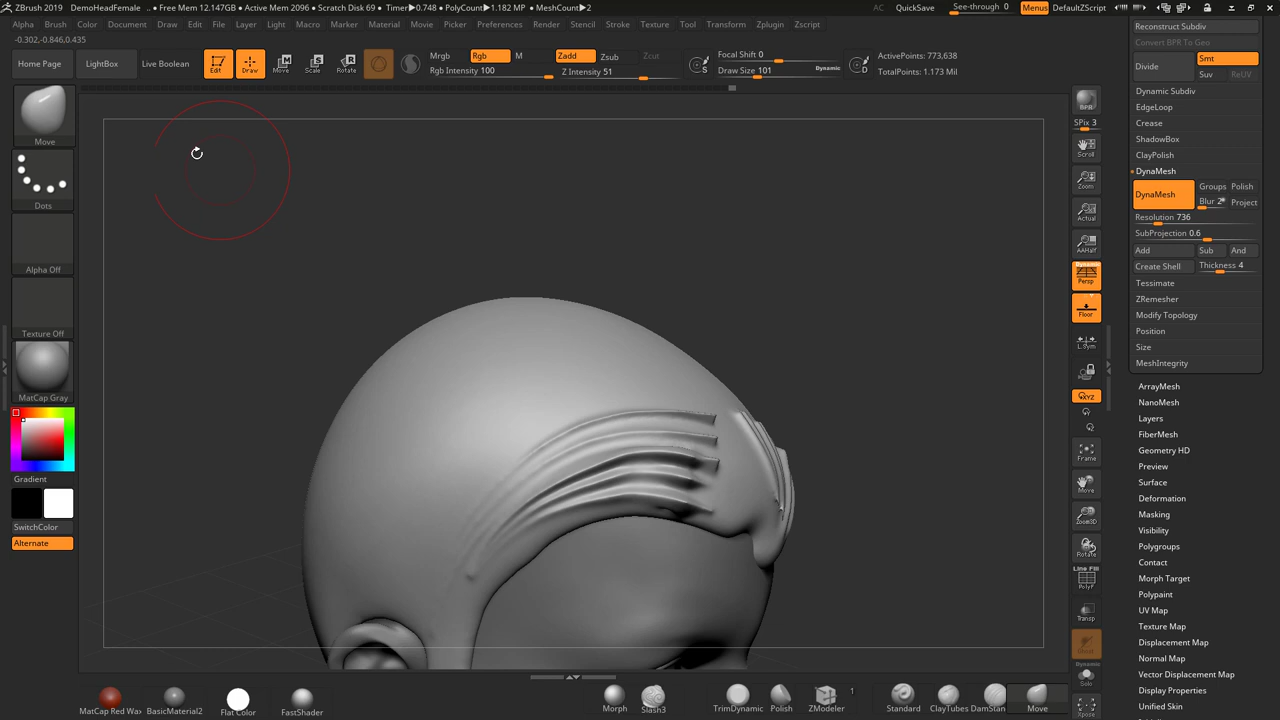 ZBrush 2019 DemoHeadFemale .. • Free Mem 12.147GB • Active Mem 2096 • Scratch Disk 69 • Timer▶0.748 • PolyCount▶1.182 MP • MeshCount▶2 AC QuickSave See-through 0 Menus DefaultZScript
Alpha Brush Color Document Draw Edit File Layer Light Macro Marker Material Movie Picker Preferences Render Stencil Stroke Texture Tool Transform Zplugin Zscript
-0.302,-0.846,0.435
Home Page LightBox Live Boolean Edit Draw Move Scale Rotate
Mrgb Rgb M Zadd Zsub Zcut
Rgb Intensity 100 Z Intensity 51
Focal Shift 0
Draw Size 101 Dynamic
S D
ActivePoints: 773,638
TotalPoints: 1.173 Mil
Move
Dots
Alpha Off
Texture Off
MatCap Gray
Gradient
SwitchColor
Alternate
BPR
SPix 3
Scroll
Zoom
Actual
AAHalf
Dynamic
Persp
Floor
L.Sym
XYZ
Frame
Move
Zoom3D
Rotate
Line Fill
PolyF
Transp
Ghost
Dynamic
Solo
Xpose
Reconstruct Subdiv
Convert BPR To Geo
Divide Smt
Suv ReUV
Dynamic Subdiv
EdgeLoop
Crease
ShadowBox
ClayPolish
DynaMesh
DynaMesh Groups Polish
Blur 2 Project
Resolution 736
SubProjection 0.6
Add Sub And
Create Shell Thickness 4
Tessimate
ZRemesher
Modify Topology
Position
Size
MeshIntegrity
ArrayMesh
NanoMesh
Layers
FiberMesh
Geometry HD
Preview
Surface
Deformation
Masking
Visibility
Polygroups
Contact
Morph Target
Polypaint
UV Map
Texture Map
Displacement Map
Normal Map
Vector Displacement Map
Display Properties
Unified Skin
MatCap Red Wax BasicMaterial2 Flat Color FastShader Morph Slash3 TrimDynamic Polish ZModeler 1 Standard ClayTubes DamStan Move